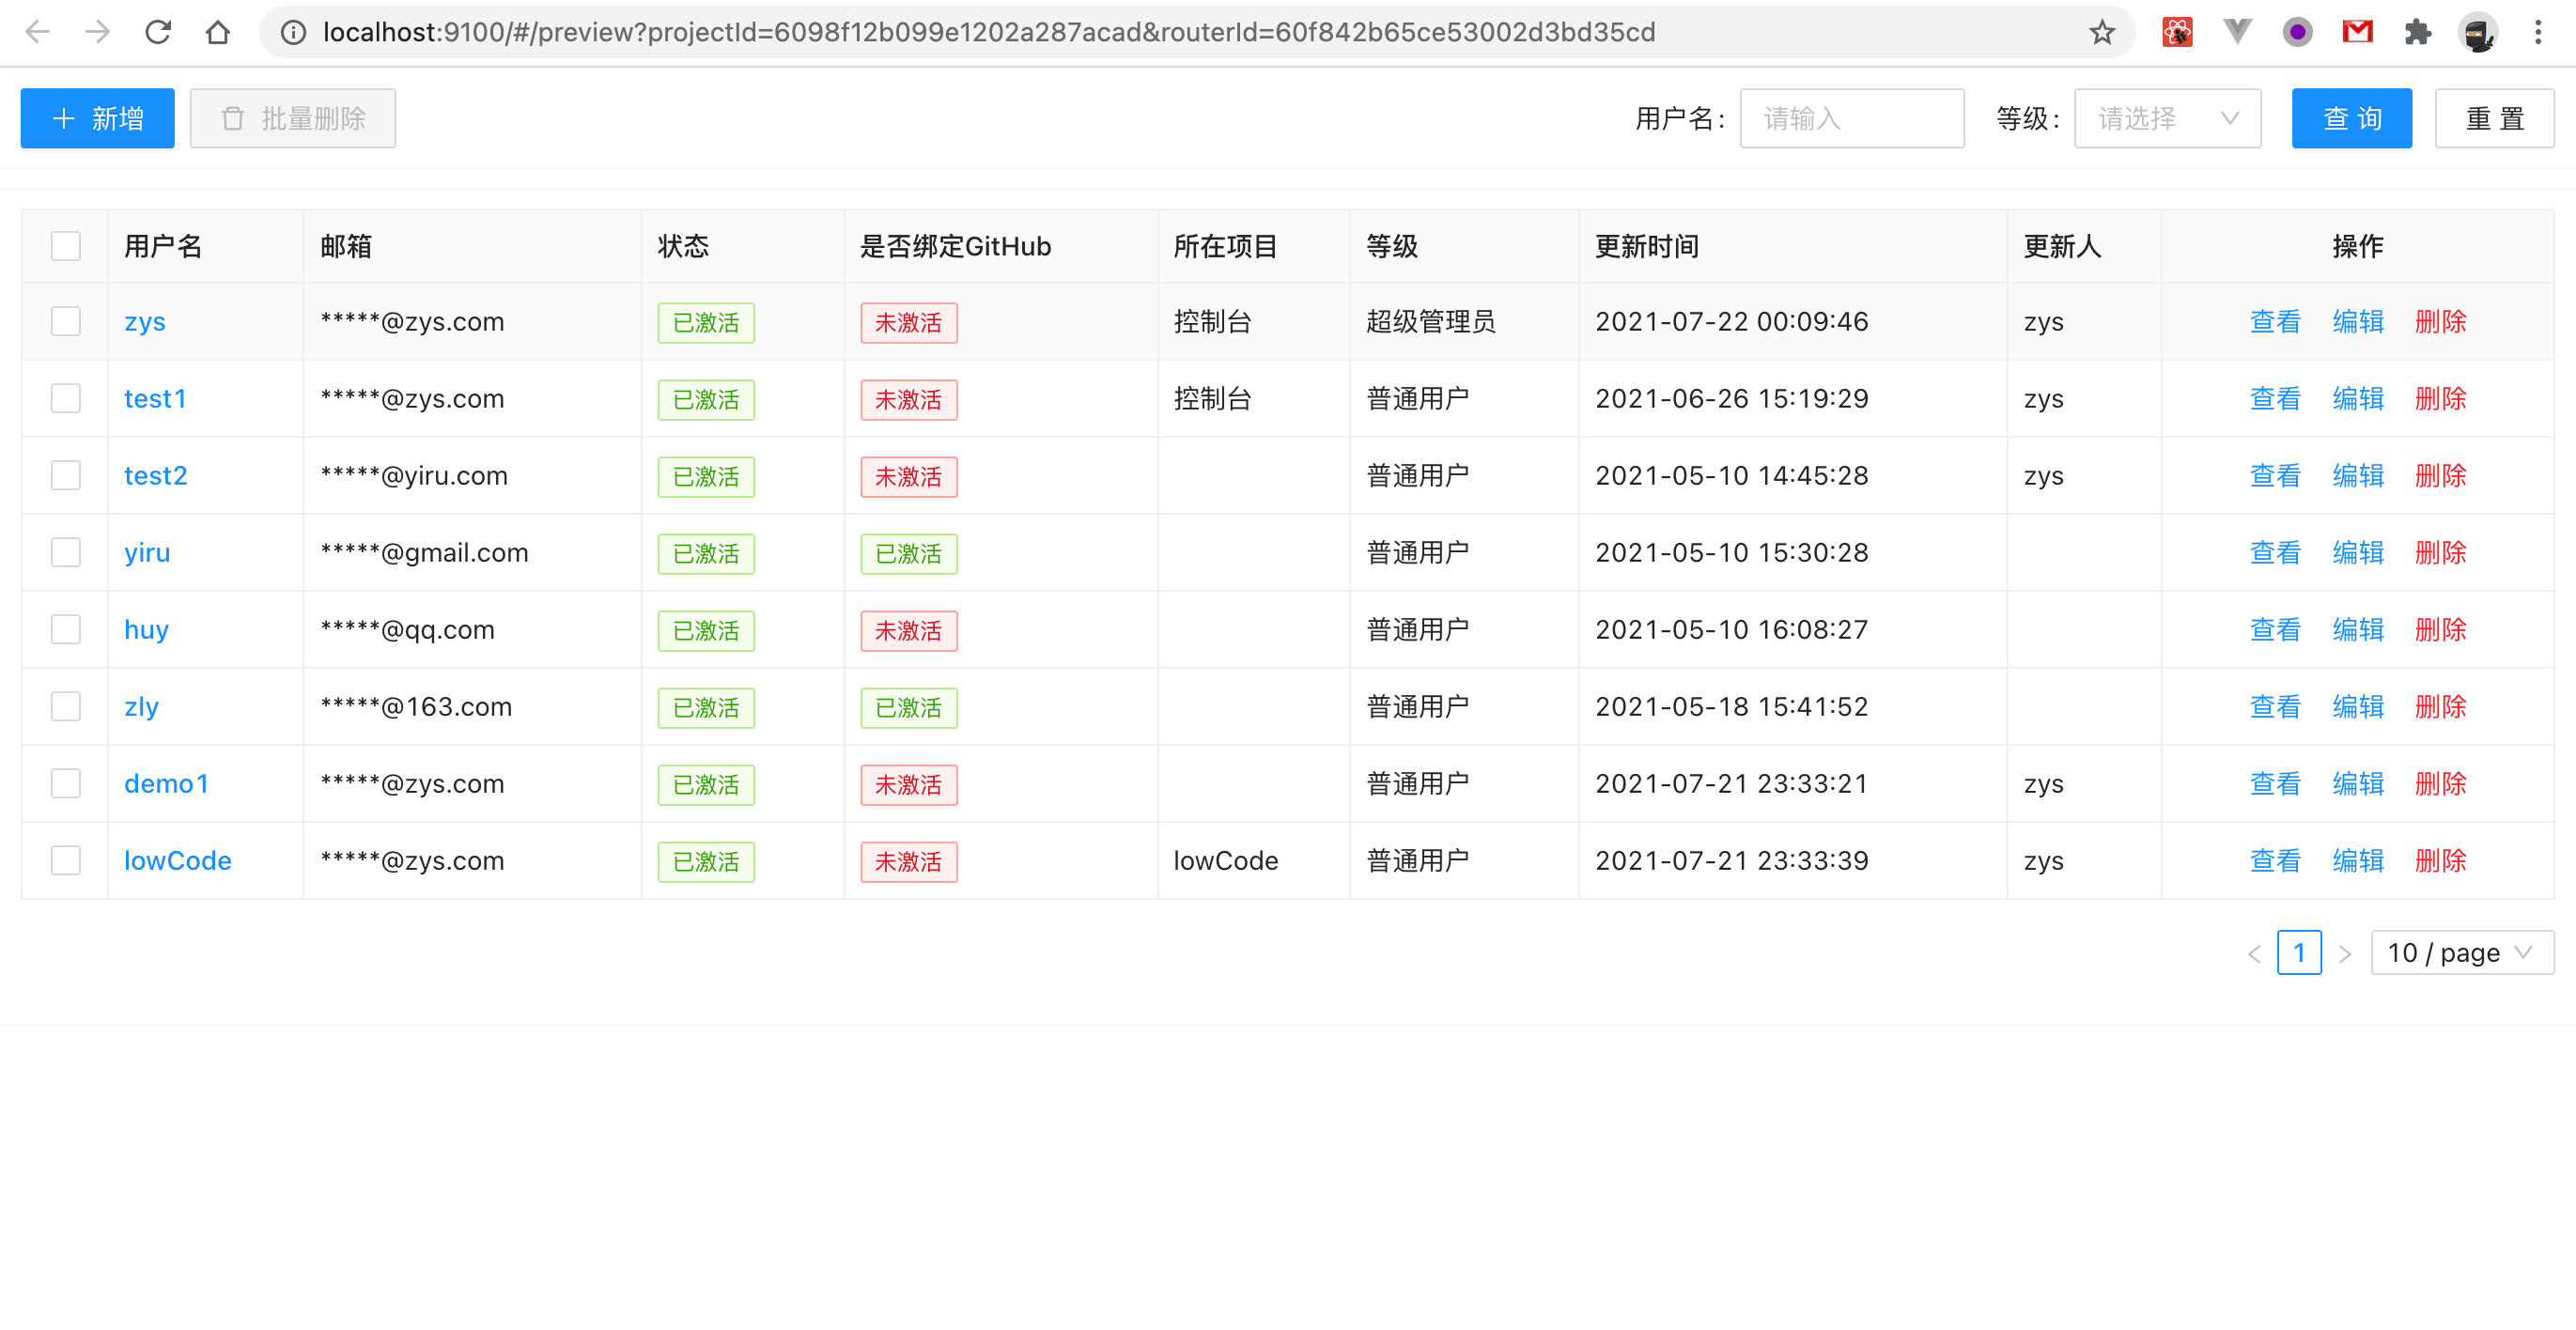 localhost:9100/#/preview?projectId=6098f12b099e1202a287acad&routerId=60f842b65ce53002d3bd35cd
+ 新增 批量删除 用户名: 请输入 等级: 请选择 查 询 重 置
用户名 邮箱 状态 是否绑定GitHub 所在项目 等级 更新时间 更新人 操作
zys *****@zys.com 已激活 未激活 控制台 超级管理员 2021-07-22 00:09:46 zys 查看 编辑 删除
test1 *****@zys.com 已激活 未激活 控制台 普通用户 2021-06-26 15:19:29 zys 查看 编辑 删除
test2 *****@yiru.com 已激活 未激活 普通用户 2021-05-10 14:45:28 zys 查看 编辑 删除
yiru *****@gmail.com 已激活 已激活 普通用户 2021-05-10 15:30:28 查看 编辑 删除
huy *****@qq.com 已激活 未激活 普通用户 2021-05-10 16:08:27 查看 编辑 删除
zly *****@163.com 已激活 已激活 普通用户 2021-05-18 15:41:52 查看 编辑 删除
demo1 *****@zys.com 已激活 未激活 普通用户 2021-07-21 23:33:21 zys 查看 编辑 删除
lowCode *****@zys.com 已激活 未激活 lowCode 普通用户 2021-07-21 23:33:39 zys 查看 编辑 删除
< 1 > 10 / page